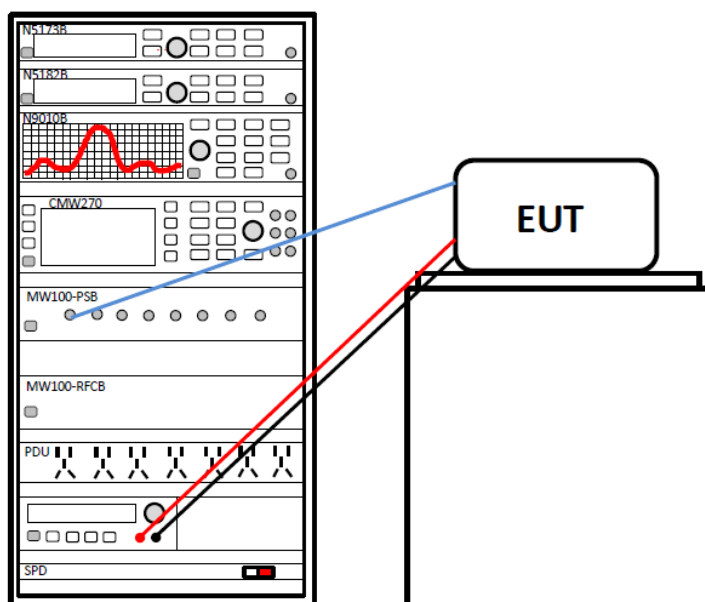 N5173B
N5182B
N9010B
CMW270
EUT
MW100-PSB
MW100-RFCB
PDU
SPD